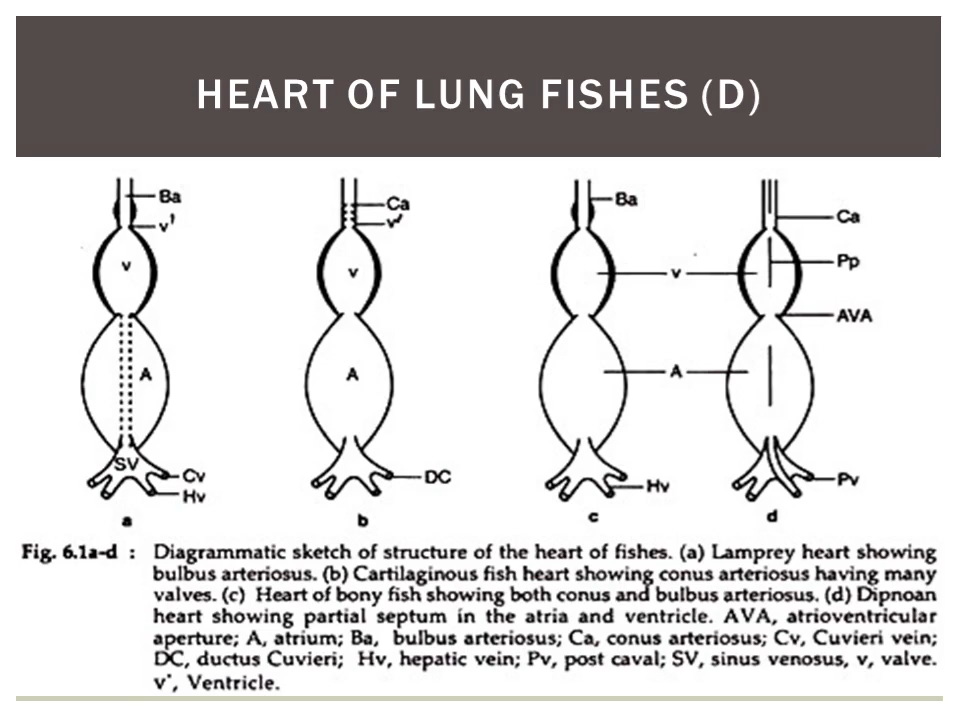 HEART OF LUNG FISHES (D)
Ba
v'
v
A
SV
Cv
Hv
a
Ca
v'
v
A
DC
b
Ba
v
A
Hv
c
Ca
Pp
AVA
Pv
d
Fig. 6.1a-d : Diagrammatic sketch of structure of the heart of fishes. (a) Lamprey heart showing
bulbus arteriosus. (b) Cartilaginous fish heart showing conus arteriosus having many
valves. (c) Heart of bony fish showing both conus and bulbus arteriosus. (d) Dipnoan
heart showing partial septum in the atria and ventricle. AVA, atrioventricular
aperture; A, atrium; Ba, bulbus arteriosus; Ca, conus arteriosus; Cv, Cuvieri vein;
DC, ductus Cuvieri; Hv, hepatic vein; Pv, post caval; SV, sinus venosus, v, valve.
v', Ventricle.